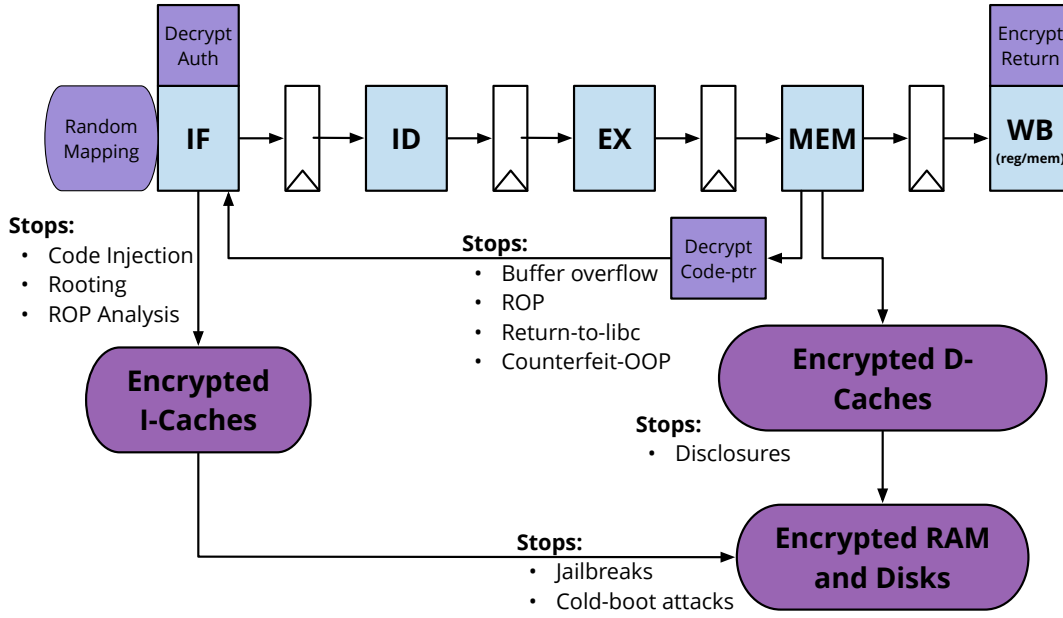 Decrypt
Auth
Encrypt
Return
Random
Mapping
IF
ID
EX
MEM
WB
(reg/mem)
Stops:
• Code Injection
• Rooting
• ROP Analysis
Stops:
• Buffer overflow
• ROP
• Return-to-libc
• Counterfeit-OOP
Decrypt
Code-ptr
Encrypted
I-Caches
Encrypted D-
Caches
Stops:
• Disclosures
Stops:
• Jailbreaks
• Cold-boot attacks
Encrypted RAM
and Disks